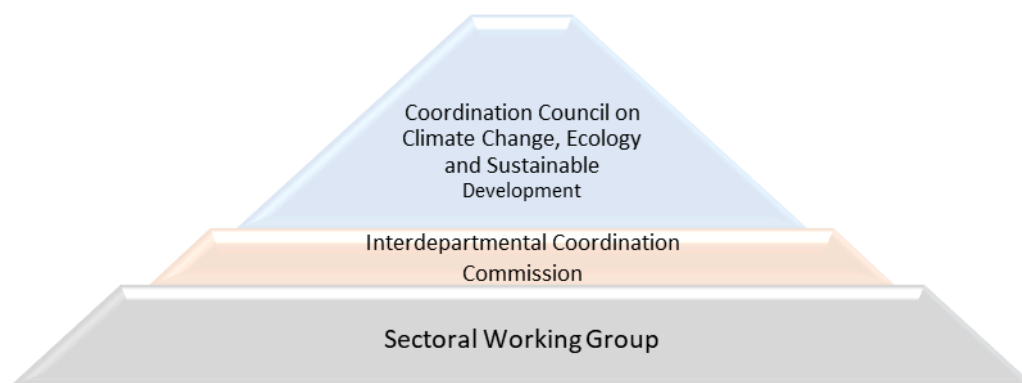 Coordination Council on
Climate Change, Ecology
and Sustainable
Development
Interdepartmental Coordination
Commission
Sectoral Working Group